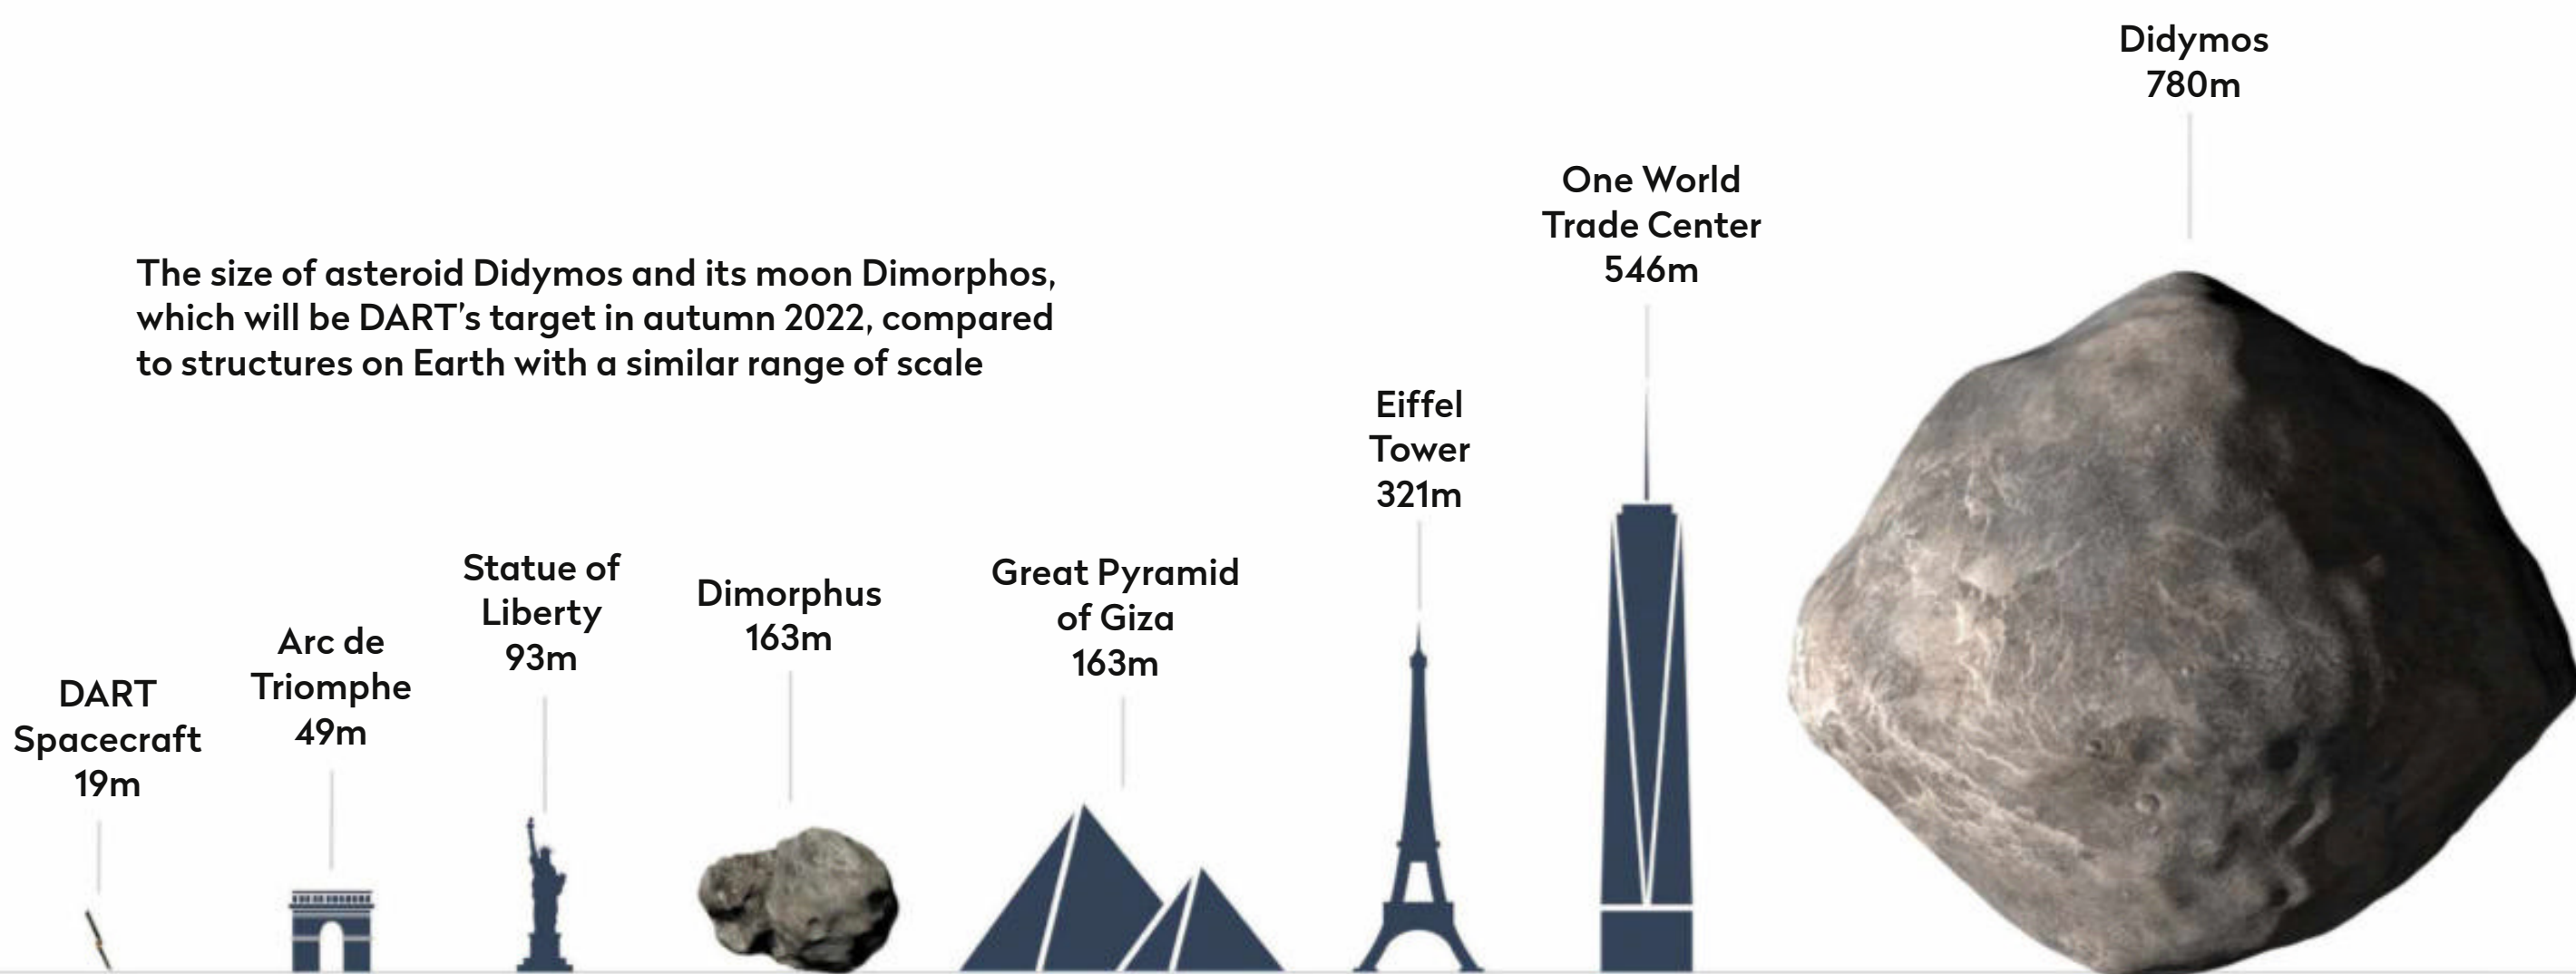 Didymos
780m
One World
Trade Center
546m
The size of asteroid Didymos and its moon Dimorphos,
which will be DART’s target in autumn 2022, compared
to structures on Earth with a similar range of scale
Eiffel
Tower
321m
Statue of
Liberty
93m
Dimorphus
163m
Great Pyramid
of Giza
163m
Arc de
Triomphe
49m
DART
Spacecraft
19m